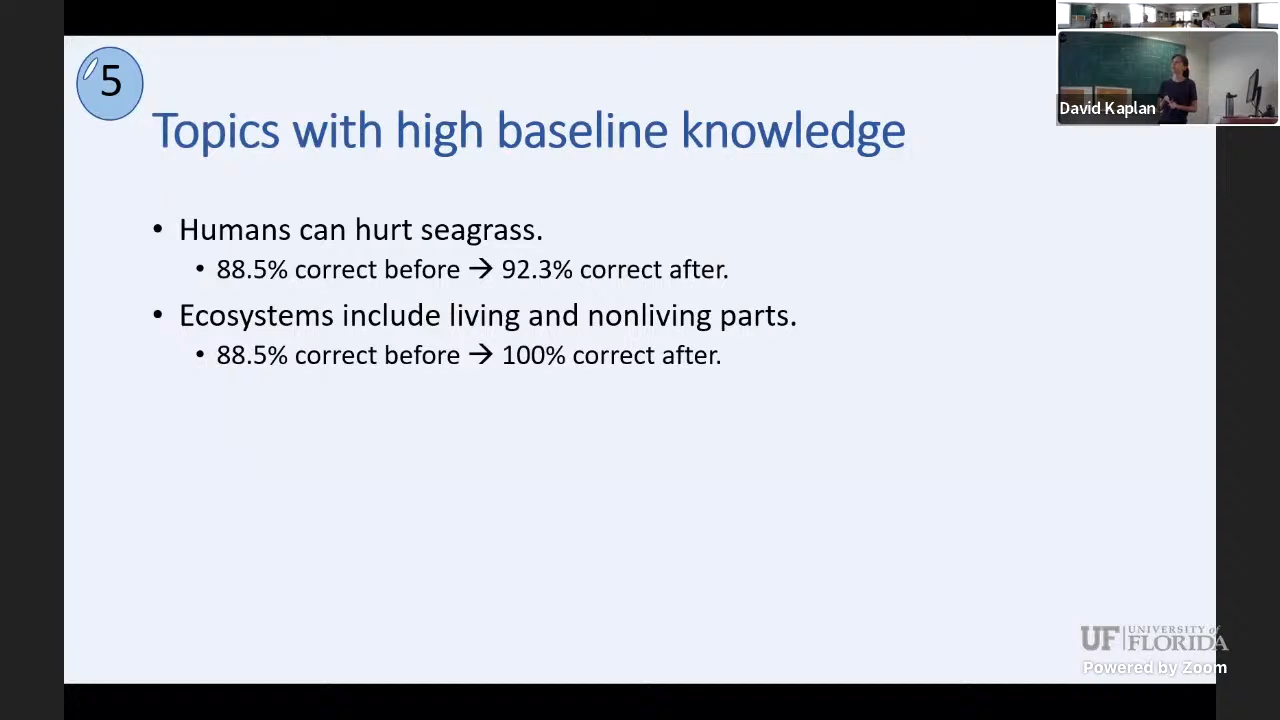 5
Topics with high baseline knowledge
• Humans can hurt seagrass.
• 88.5% correct before → 92.3% correct after.
• Ecosystems include living and nonliving parts.
• 88.5% correct before → 100% correct after.
David Kaplan
UF UNIVERSITY of
FLORIDA
Powered by Zoom